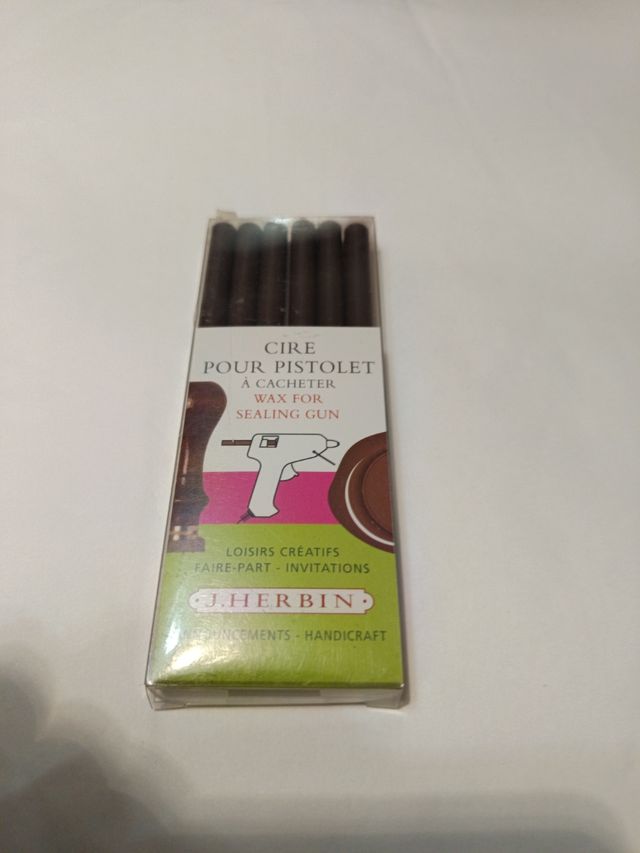 CIRE
POUR PISTOLET
À CACHETER
WAX FOR
SEALING GUN
LOISIRS CRÉATIFS
FAIRE-PART - INVITATIONS
J.HERBIN
ANNOUNCEMENTS - HANDICRAFT